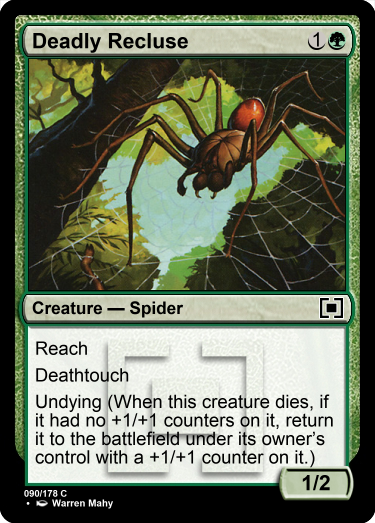 Deadly Recluse 1
Creature — Spider
Reach
Deathtouch
Undying (When this creature dies, if
it had no +1/+1 counters on it, return
it to the battlefield under its owner's
control with a +1/+1 counter on it.)
1/2
090/178 C
• Warren Mahy